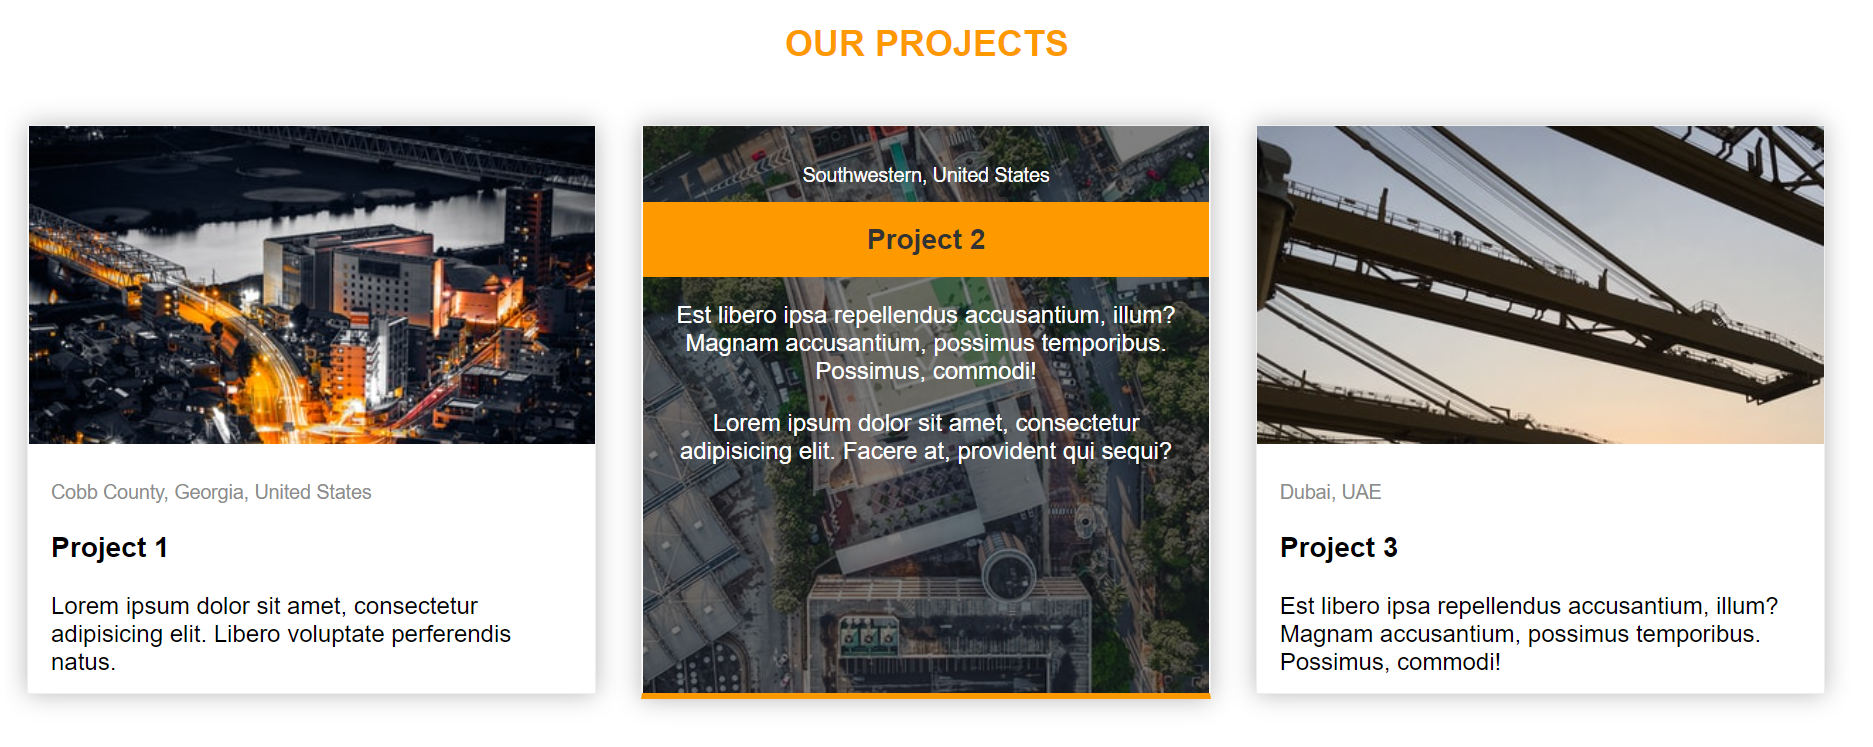 OUR PROJECTS
Cobb County, Georgia, United States
Project 1
Lorem ipsum dolor sit amet, consectetur
adipisicing elit. Libero voluptate perferendis
natus.
Southwestern, United States
Project 2
Est libero ipsa repellendus accusantium, illum?
Magnam accusantium, possimus temporibus.
Possimus, commodi!
Lorem ipsum dolor sit amet, consectetur
adipisicing elit. Facere at, provident qui sequi?
Dubai, UAE
Project 3
Est libero ipsa repellendus accusantium, illum?
Magnam accusantium, possimus temporibus.
Possimus, commodi!